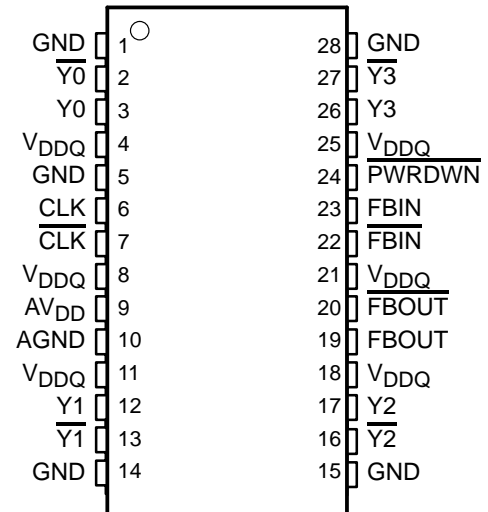 GND 1 28 GND
Y0 2 27 Y3
Y0 3 26 Y3
VDDQ 4 25 VDDQ
GND 5 24 PWRDWN
CLK 6 23 FBIN
CLK 7 22 FBIN
VDDQ 8 21 VDDQ
AVDD 9 20 FBOUT
AGND 10 19 FBOUT
VDDQ 11 18 VDDQ
Y1 12 17 Y2
Y1 13 16 Y2
GND 14 15 GND